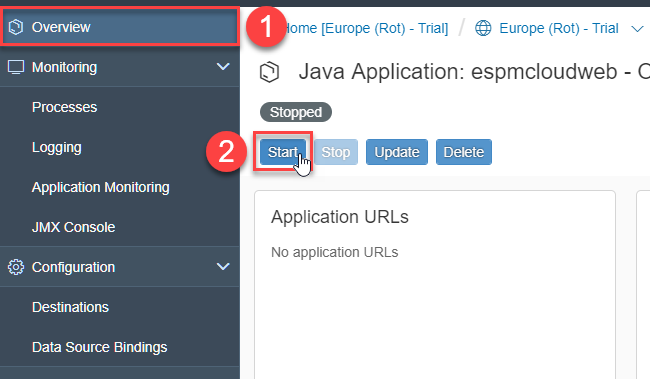 Overview
1
Home [Europe (Rot) - Trial] / Europe (Rot) - Trial
Monitoring
Java Application: espmcloudweb -
Processes
Stopped
Logging
2
Start Stop Update Delete
Application Monitoring
Application URLs
JMX Console
No application URLs
Configuration
Destinations
Data Source Bindings